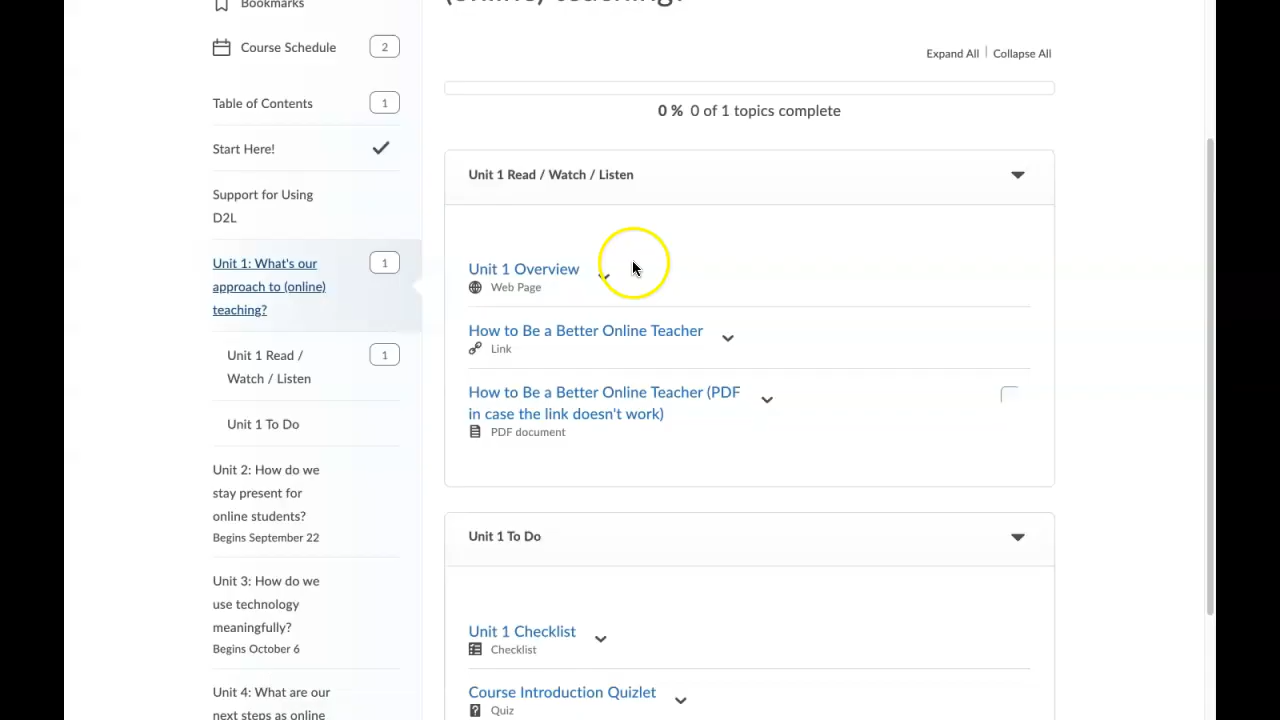 Bookmarks
Course Schedule 2
Table of Contents 1
Start Here!
Support for Using
D2L
Unit 1: What's our 1
approach to (online)
teaching?
Unit 1 Read / 1
Watch / Listen
Unit 1 To Do
Unit 2: How do we
stay present for
online students?
Begins September 22
Unit 3: How do we
use technology
meaningfully?
Begins October 6
Unit 4: What are our
next steps as online
(online) teaching?
Expand All | Collapse All
0 % 0 of 1 topics complete
Unit 1 Read / Watch / Listen
Unit 1 Overview
Web Page
How to Be a Better Online Teacher
Link
How to Be a Better Online Teacher (PDF
in case the link doesn't work)
PDF document
Unit 1 To Do
Unit 1 Checklist
Checklist
Course Introduction Quizlet
Quiz